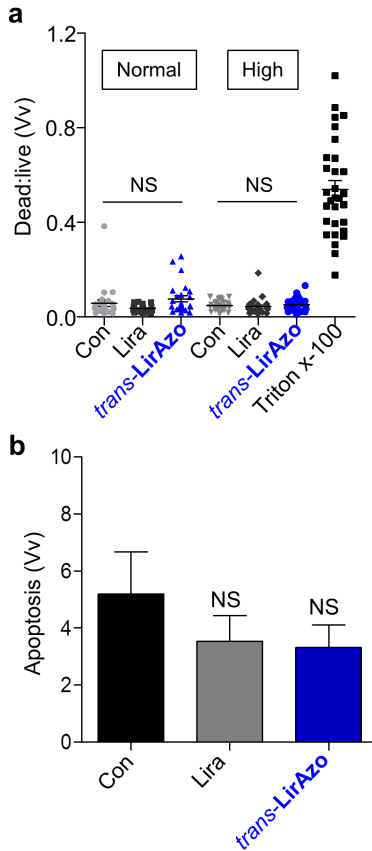 a
1.2
0.8
0.4
0.0
Dead:live (Vv)
Normal
High
NS
NS
Con
Lira
trans-LirAzo
Con
Lira
trans-LirAzo
Triton x-100
b
10
8
6
4
2
0
Apoptosis (Vv)
NS
NS
Con
Lira
trans-LirAzo